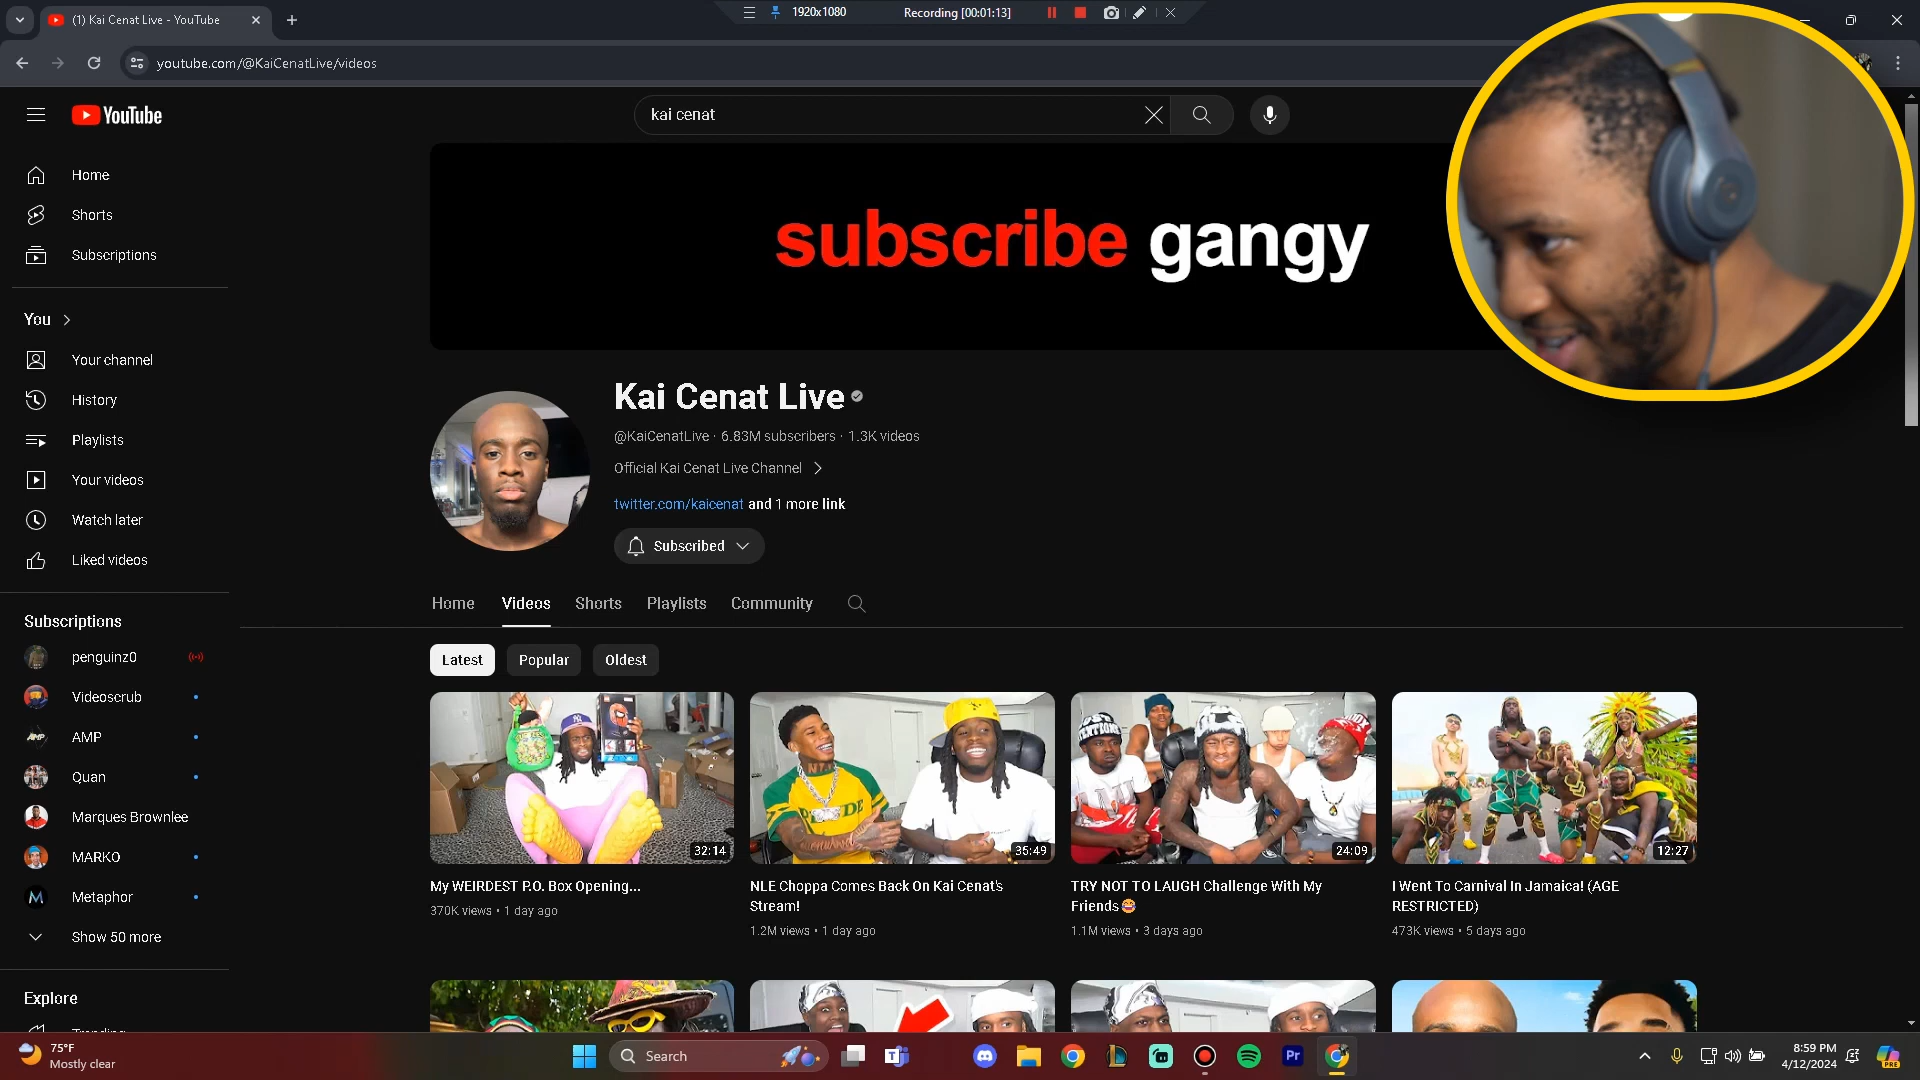 (1) Kai Cenat Live - YouTube
1920x1080
Recording [00:01:13]
youtube.com/@KaiCenatLive/videos
YouTube
kai cenat
Home
Shorts
Subscriptions
You
Your channel
History
Playlists
Your videos
Watch later
Liked videos
Subscriptions
penguinz0
Videoscrub
AMP
Quan
Marques Brownlee
MARKO
Metaphor
Show 50 more
Explore
Trending
subscribe gangy
Kai Cenat Live
@KaiCenatLive · 6.83M subscribers · 1.3K videos
Official Kai Cenat Live Channel
twitter.com/kaicenat and 1 more link
Subscribed
Home Videos Shorts Playlists Community
Latest Popular Oldest
32:14
35:49
24:09
12:27
My WEIRDEST P.O. Box Opening...
370K views • 1 day ago
NLE Choppa Comes Back On Kai Cenat's
Stream!
1.2M views • 1 day ago
TRY NOT TO LAUGH Challenge With My
Friends😂
1.1M views • 3 days ago
I Went To Carnival In Jamaica! (AGE
RESTRICTED)
473K views • 5 days ago
75°F
Mostly clear
Search
Pr
8:59 PM
4/12/2024
PRE